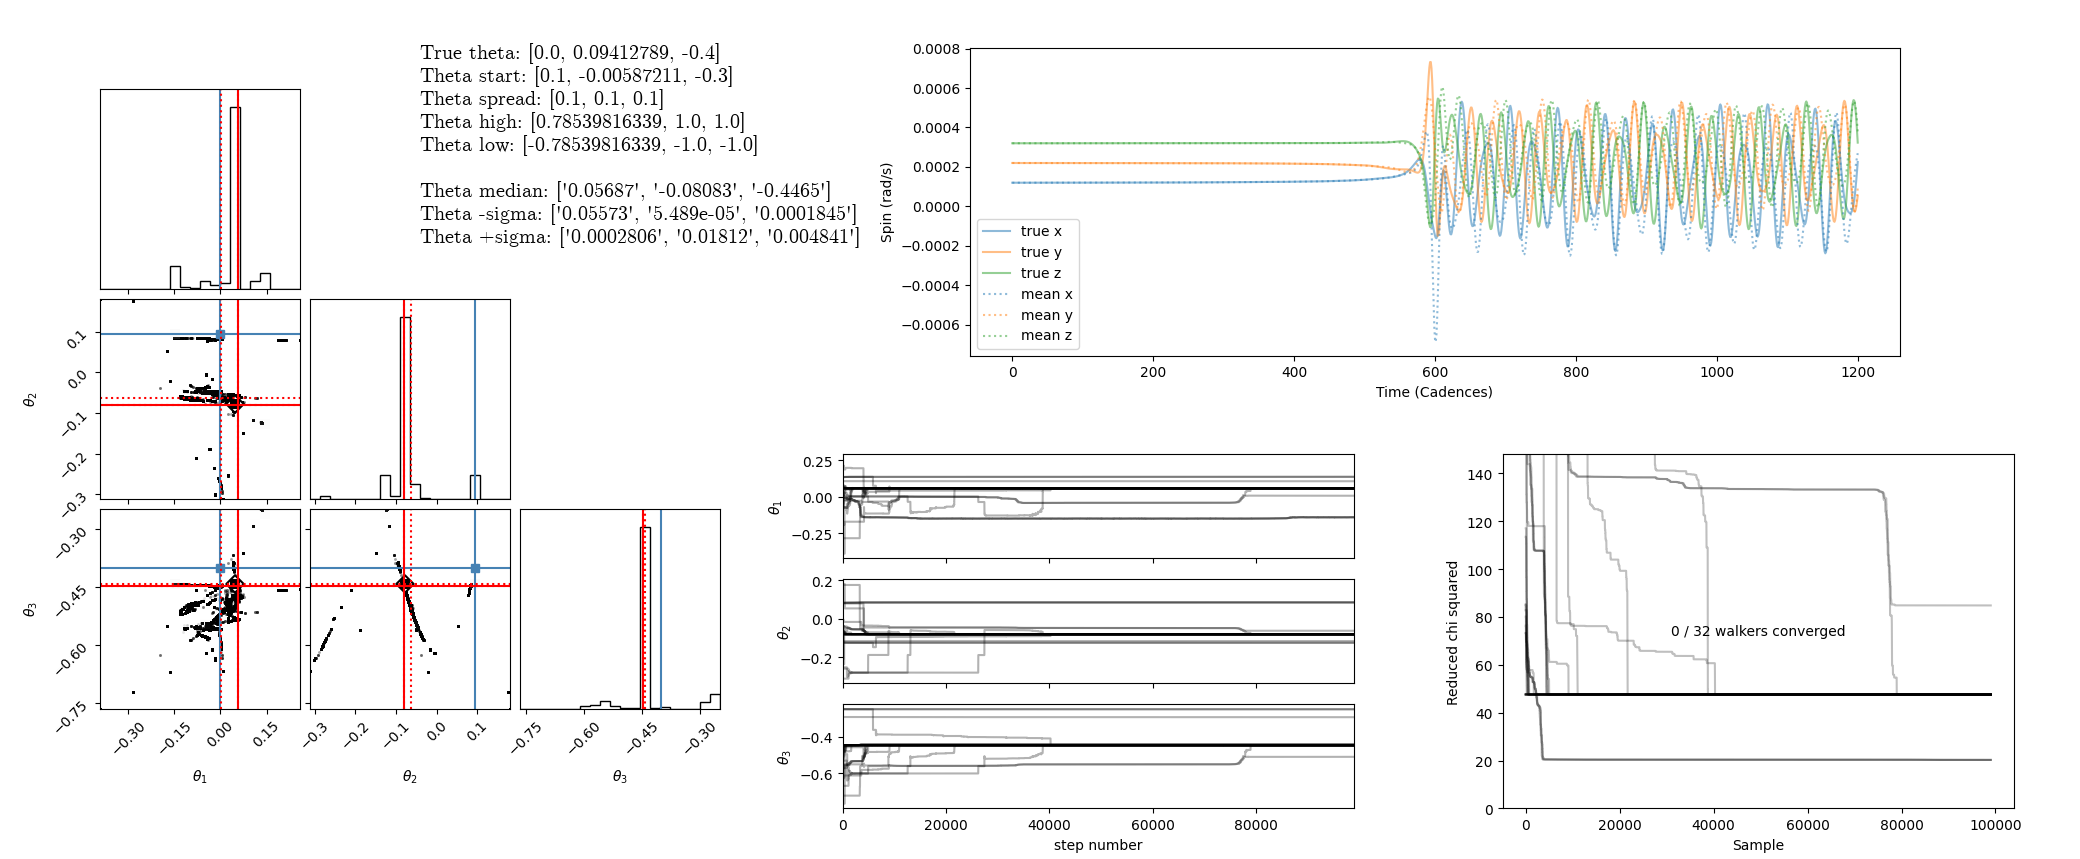 True theta: [0.0, 0.09412789, -0.4]
Theta start: [0.1, -0.00587211, -0.3]
Theta spread: [0.1, 0.1, 0.1]
Theta high: [0.78539816339, 1.0, 1.0]
Theta low: [-0.78539816339, -1.0, -1.0]
Theta median: ['0.05687', '-0.08083', '-0.4465']
Theta -sigma: ['0.05573', '5.489e-05', '0.0001845']
Theta +sigma: ['0.0002806', '0.01812', '0.004841']
θ2
0.1
0.0
−0.1
−0.2
−0.3
θ3
−0.30
−0.45
−0.60
−0.75
−0.30 −0.15 0.00 0.15
θ1
−0.3 −0.2 −0.1 0.0 0.1
θ2
−0.75 −0.60 −0.45 −0.30
θ3
Spin (rad/s)
0.0008
0.0006
0.0004
0.0002
0.0000
−0.0002
−0.0004
−0.0006
true x
true y
true z
mean x
mean y
mean z
0 200 400 600 800 1000 1200
Time (Cadences)
θ1
0.25
0.00
−0.25
θ2
0.2
0.0
−0.2
θ3
−0.4
−0.6
0 20000 40000 60000 80000
step number
Reduced chi squared
140
120
100
80
60
40
20
0
0 / 32 walkers converged
0 20000 40000 60000 80000 100000
Sample